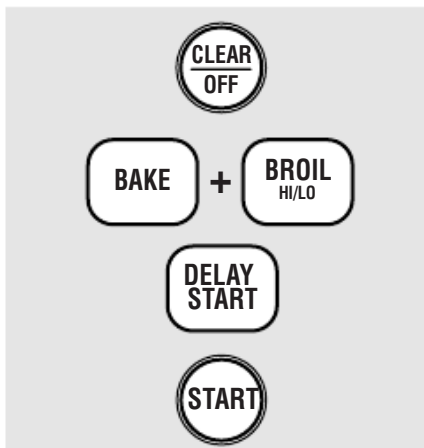 CLEAR
OFF
BAKE + BROIL
HI/LO
DELAY
START
START